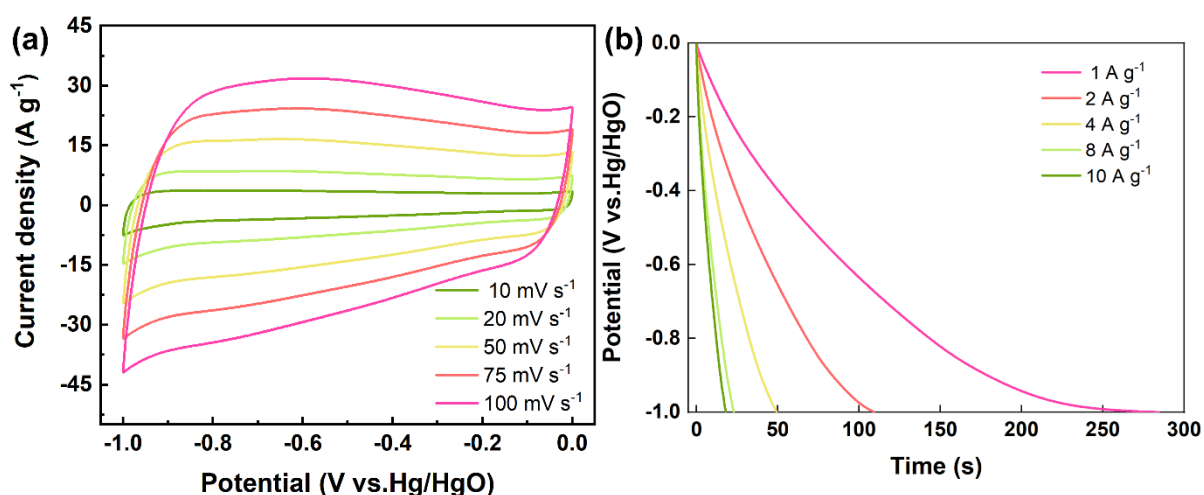 (a)
Current density (A g⁻¹)
45
30
15
0
-15
-30
-45
-1.0
-0.8
-0.6
-0.4
-0.2
0.0
Potential (V vs.Hg/HgO)
10 mV s⁻¹
20 mV s⁻¹
50 mV s⁻¹
75 mV s⁻¹
100 mV s⁻¹
(b)
Potential (V vs.Hg/HgO)
0.0
-0.2
-0.4
-0.6
-0.8
-1.0
0
50
100
150
200
250
300
Time (s)
1 A g⁻¹
2 A g⁻¹
4 A g⁻¹
8 A g⁻¹
10 A g⁻¹